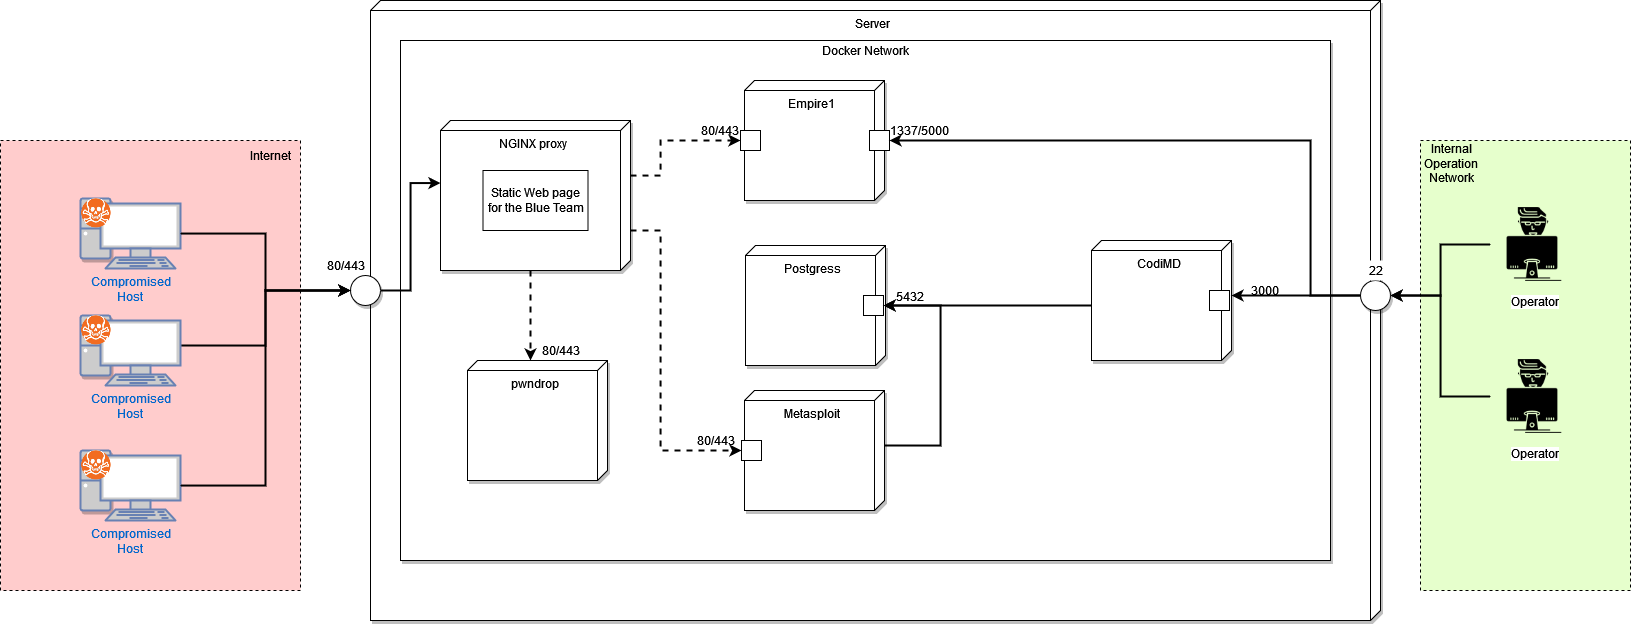 Server
Docker Network
Internet
Compromised
Host
Compromised
Host
Compromised
Host
80/443
NGINX proxy
Static Web page
for the Blue Team
80/443
pwndrop
80/443
Empire1
1337/5000
Postgress
5432
80/443
Metasploit
CodiMD
3000
22
Internal
Operation
Network
Operator
Operator